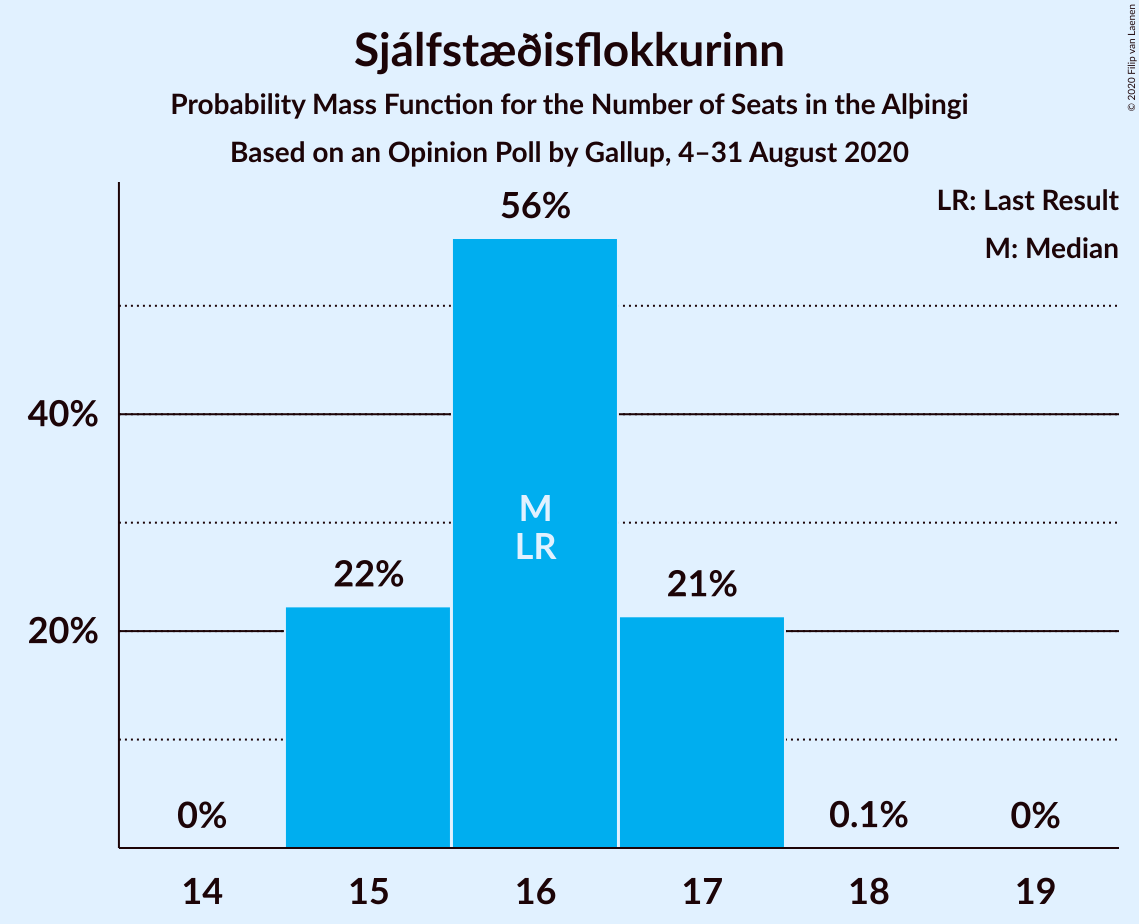 Sjálfstæðisflokkurinn
Probability Mass Function for the Number of Seats in the Alþingi
Based on an Opinion Poll by Gallup, 4–31 August 2020
© 2020 Filip van Laenen
LR: Last Result
M: Median
56%
40%
M
LR
22%
21%
20%
0%
0.1%
0%
14
15
16
17
18
19